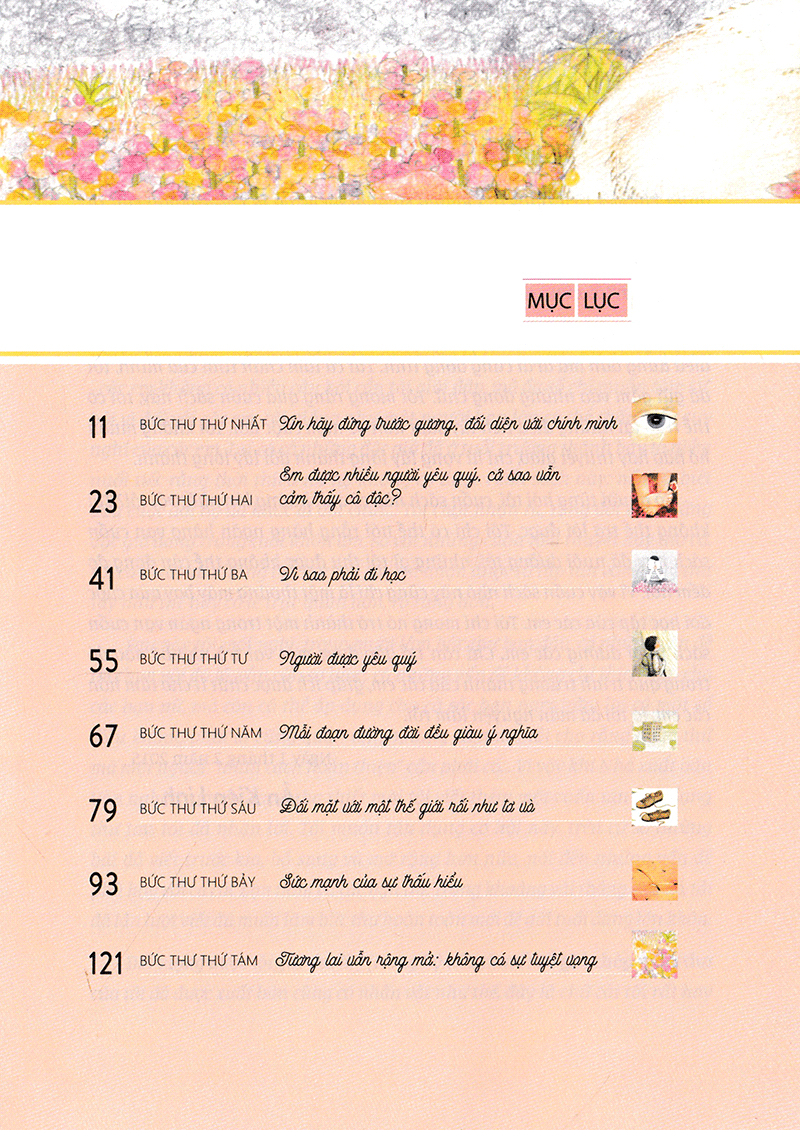 MỤC LỤC
11 BỨC THƯ THỨ NHẤT Xin hãy đứng trước gương, đối diện với chính mình
Em được nhiều người yêu quý, cớ sao vẫn
23 BỨC THƯ THỨ HAI cảm thấy cô độc?
41 BỨC THƯ THỨ BA Vì sao phải đi học
55 BỨC THƯ THỨ TƯ Người được yêu quý
67 BỨC THƯ THỨ NĂM Mỗi đoạn đường đời đều giàu ý nghĩa
79 BỨC THƯ THỨ SÁU Đối mặt với một thế giới rối như tơ vò
93 BỨC THƯ THỨ BẢY Sức mạnh của sự thấu hiểu
121 BỨC THƯ THỨ TÁM Tương lai vẫn rộng mở: không có sự tuyệt vọng